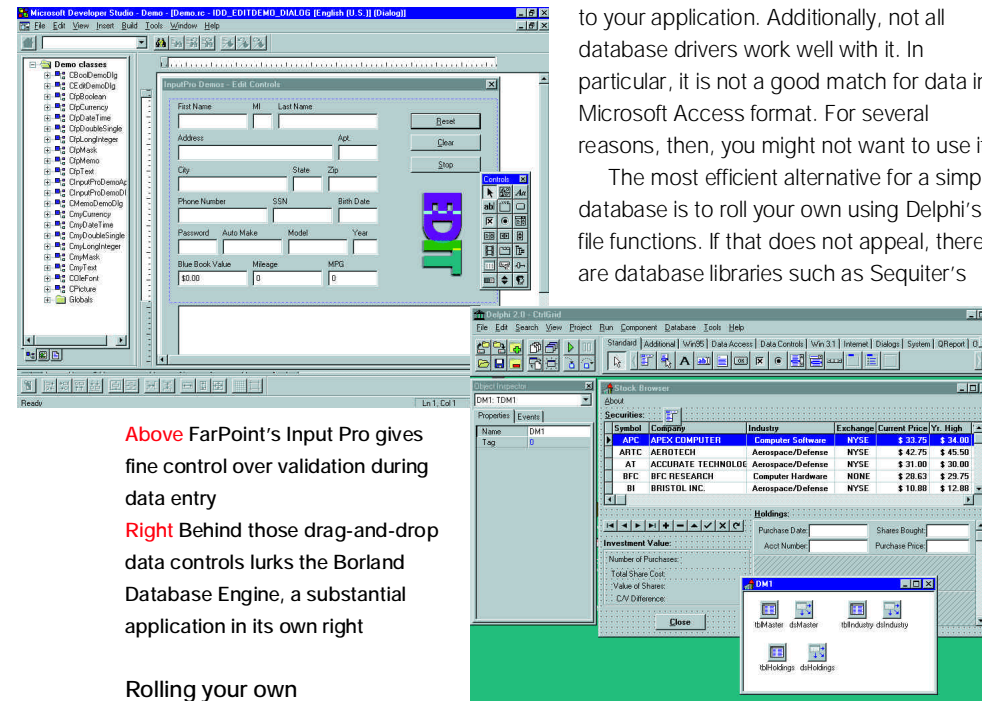 Microsoft Developer Studio - Demo - [Demo.rc - IDD_EDITDEMO_DIALOG [English (U.S.)] (Dialog)]
File Edit View Insert Build Tools Window Help
Demo classes
CBoolDemoDlg
CEditDemoDlg
CfpBoolean
CfpCurrency
CfpDateTime
CfpDoubleSingle
CfpLongInteger
CfpMask
CfpMemo
CfpText
CInputProDemoAp
CInputProDemoDl
CMemoDemoDlg
CmyCurrency
CmyDateTime
CmyDoubleSingle
CmyLongInteger
CmyMask
CmyText
COleFont
CPicture
Globals
InputPro Demos - Edit Controls
First Name MI Last Name
Reset
Address Apt.
Clear
City State Zip
Stop
Phone Number SSN Birth Date
Password Auto Make Model Year
Blue Book Value Mileage MPG
$0.00 0 0
EDIT
Controls
Aa
ab|
Ready
Ln 1, Col 1
to your application. Additionally, not all
database drivers work well with it. In
particular, it is not a good match for data in
Microsoft Access format. For several
reasons, then, you might not want to use i
The most efficient alternative for a simp
database is to roll your own using Delphi's
file functions. If that does not appeal, there
are database libraries such as Sequiter's
Above FarPoint's Input Pro gives
fine control over validation during
data entry
Right Behind those drag-and-drop
data controls lurks the Borland
Database Engine, a substantial
application in its own right
Rolling your own
Delphi 2.0 - CtrlGrid
File Edit Search View Project Run Component Database Tools Help
Standard Additional Win95 Data Access Data Controls Win 3.1 Internet Dialogs System QReport
Object Inspector
DM1: TDM1
Properties Events
Name DM1
Tag 0
Stock Browser
About
Securities:
Symbol Company Industry Exchange Current Price Yr. High
APC APEX COMPUTER Computer Software NYSE $ 33.75 $ 34.00
ARTC AEROTECH Aerospace/Defense NYSE $ 42.75 $ 45.50
AT ACCURATE TECHNOLOG Aerospace/Defense NYSE $ 31.00 $ 30.00
BFC BFC RESEARCH Computer Hardware NONE $ 28.63 $ 29.75
BI BRISTOL INC. Aerospace/Defense NYSE $ 10.88 $ 12.88
Holdings:
Purchase Date: Shares Bought:
Acct Number: Purchase Price:
Investment Value:
Number of Purchases:
Total Share Cost:
Value of Shares:
C/V Difference:
Close
DM1
tblMaster dsMaster tblIndustry dsIndustry
tblHoldings dsHoldings